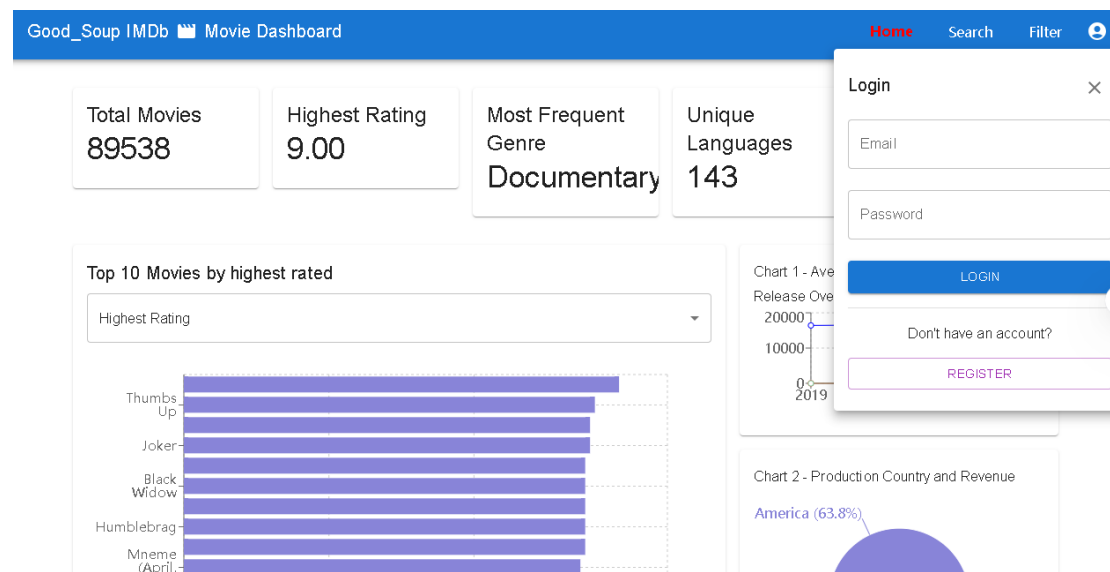 Good_Soup IMDb 🎬 Movie Dashboard
Home Search Filter
Total Movies
89538
Highest Rating
9.00
Most Frequent
Genre
Documentary
Unique
Languages
143
Login
Email
Password
LOGIN
Don't have an account?
REGISTER
Top 10 Movies by highest rated
Highest Rating
Thumbs
Up
Joker
Black
Widow
Humblebrag
Mneme
(April,
Chart 1 - Ave
Release Ove
20000
10000
0
2019
Chart 2 - Production Country and Revenue
America (63.8%)